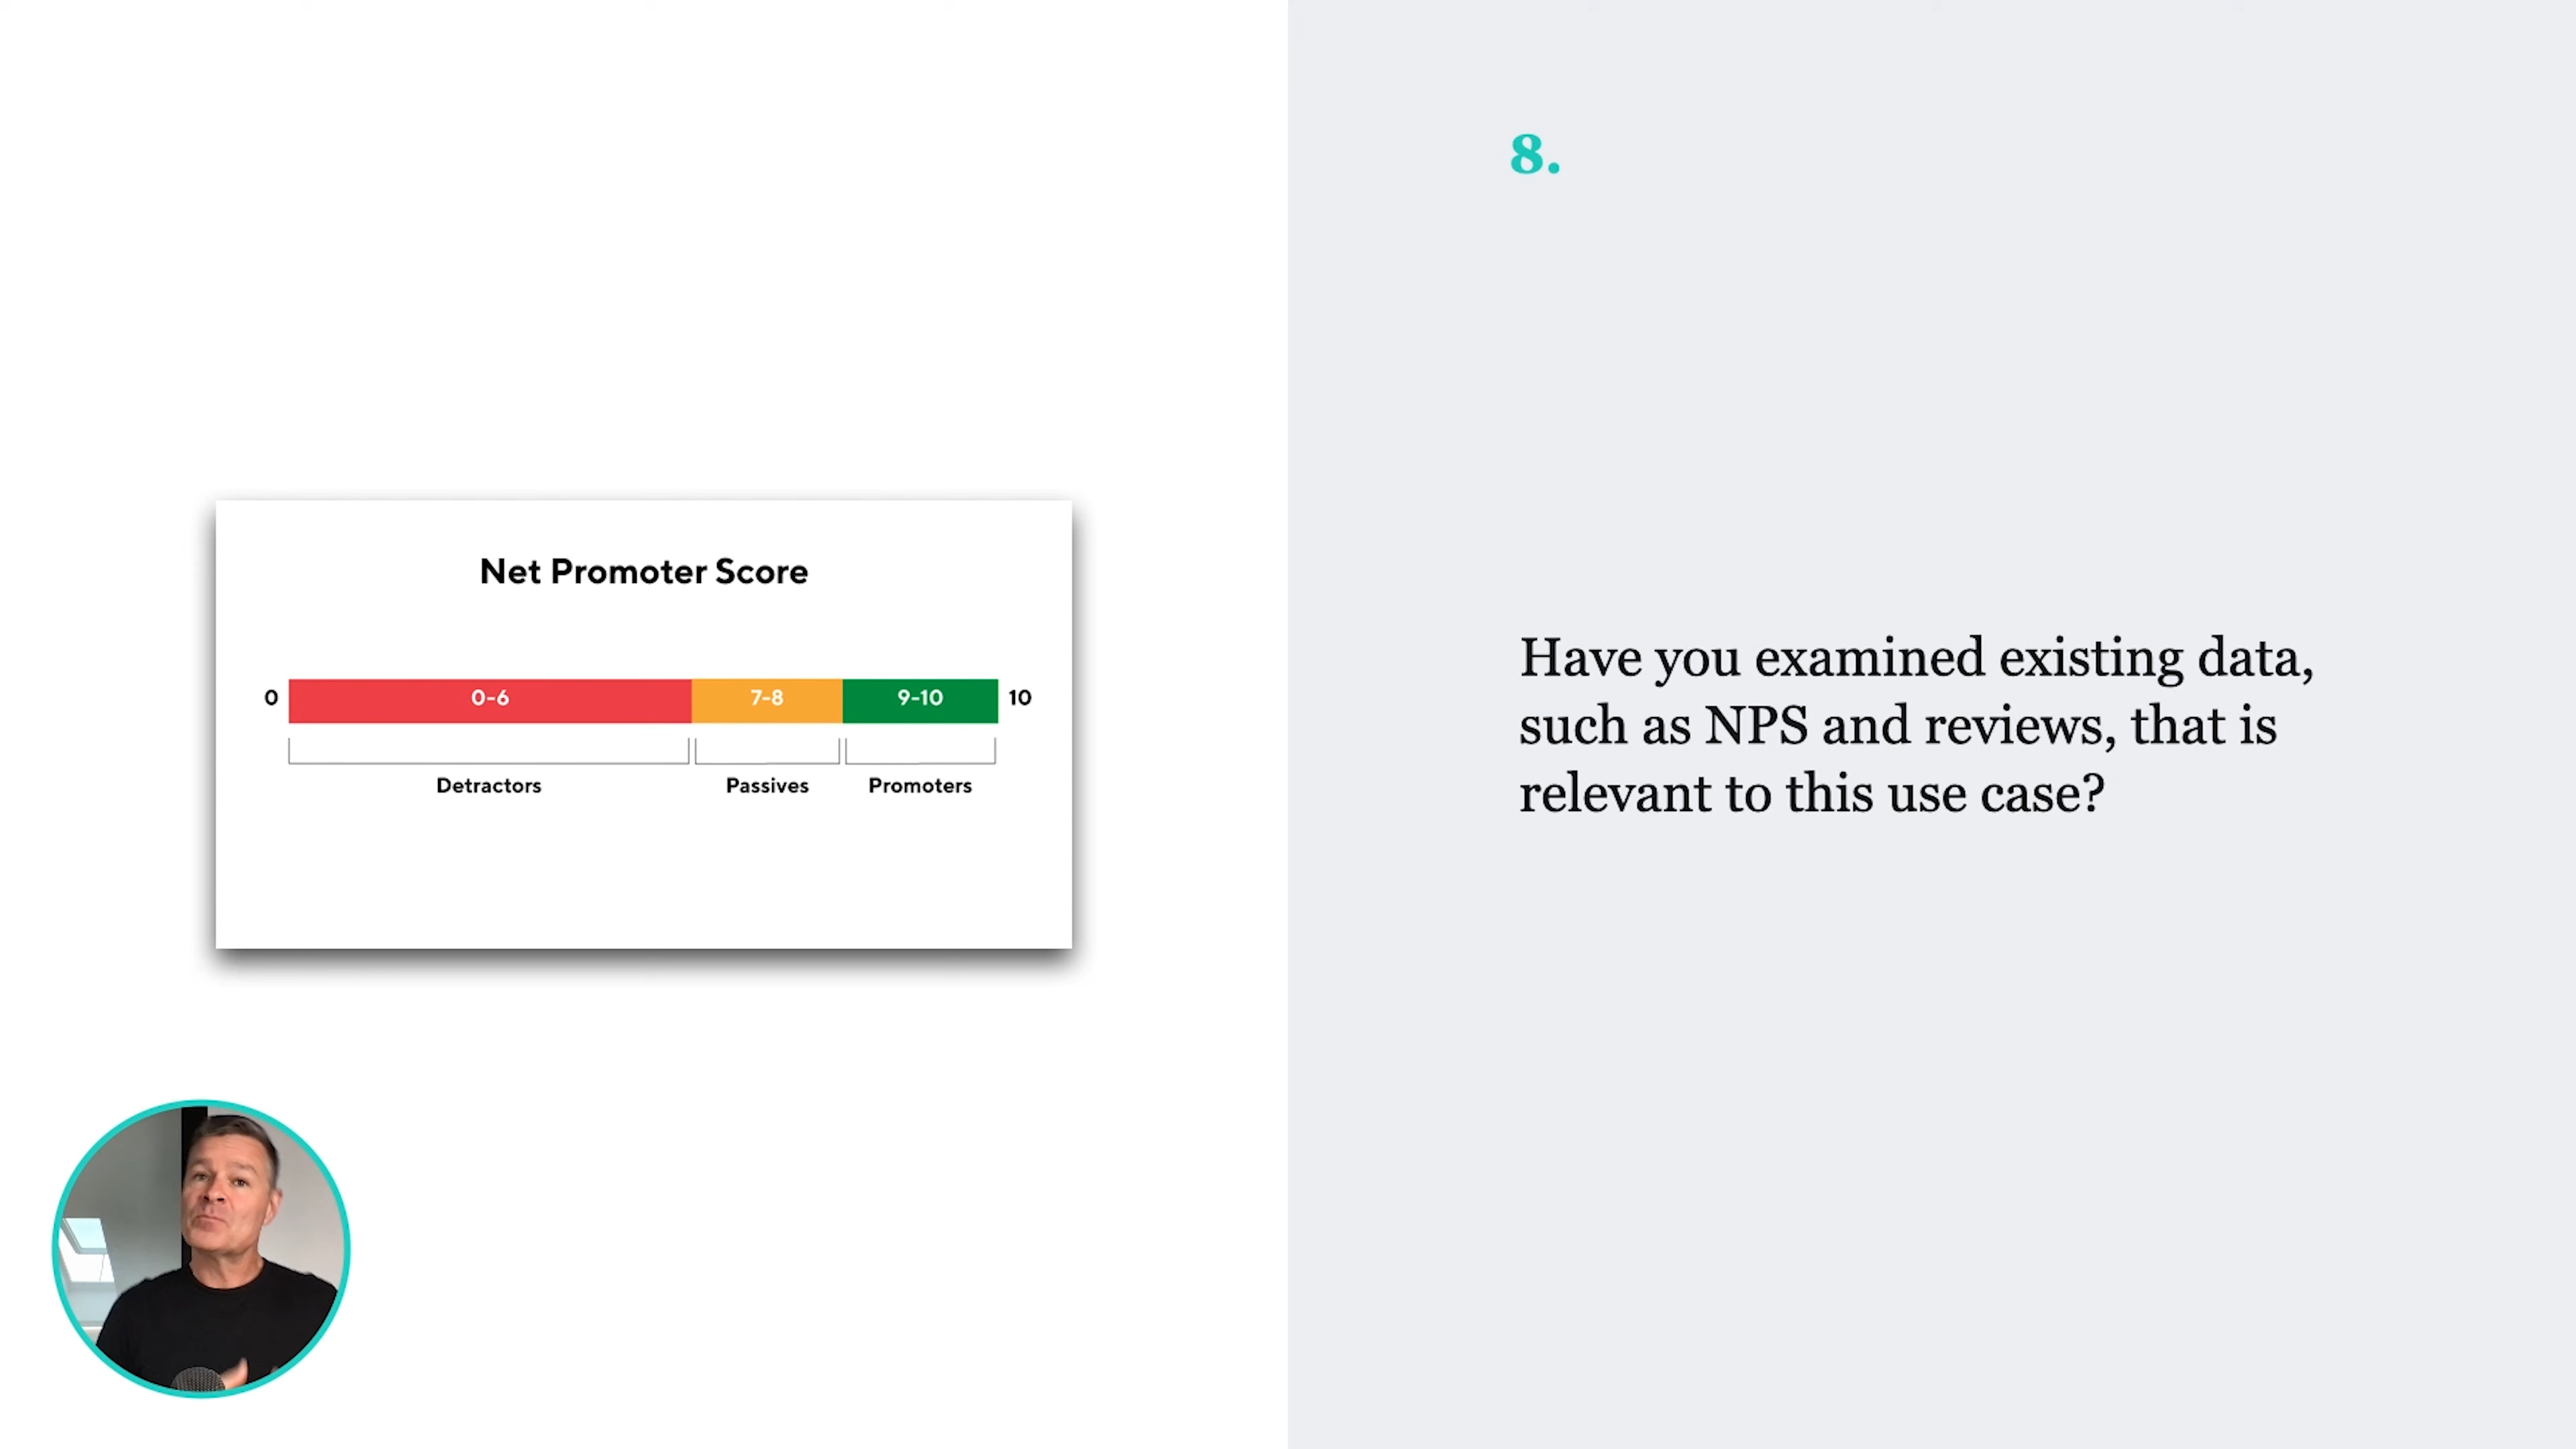 Net Promoter Score
0 0-6 7-8 9-10 10
Detractors Passives Promoters
8.
Have you examined existing data,
such as NPS and reviews, that is
relevant to this use case?